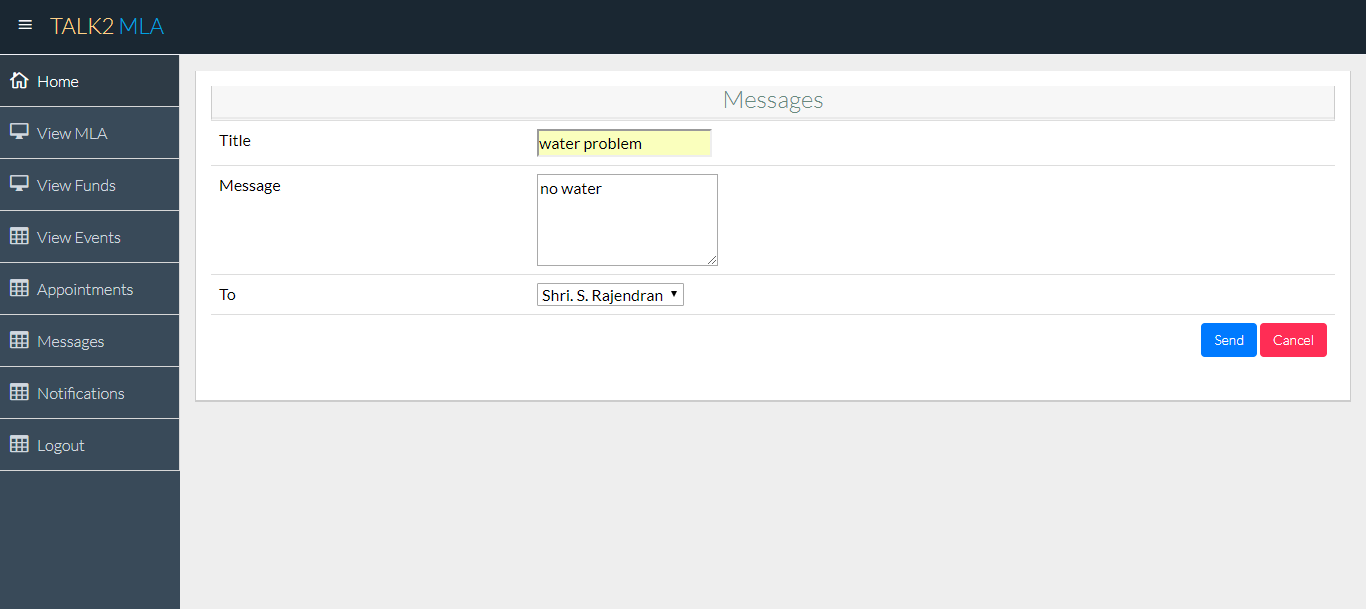 TALK2 MLA
Home
View MLA
View Funds
View Events
Appointments
Messages
Notifications
Logout
Messages
Title
water problem
Message
no water
To
Shri. S. Rajendran
Send
Cancel